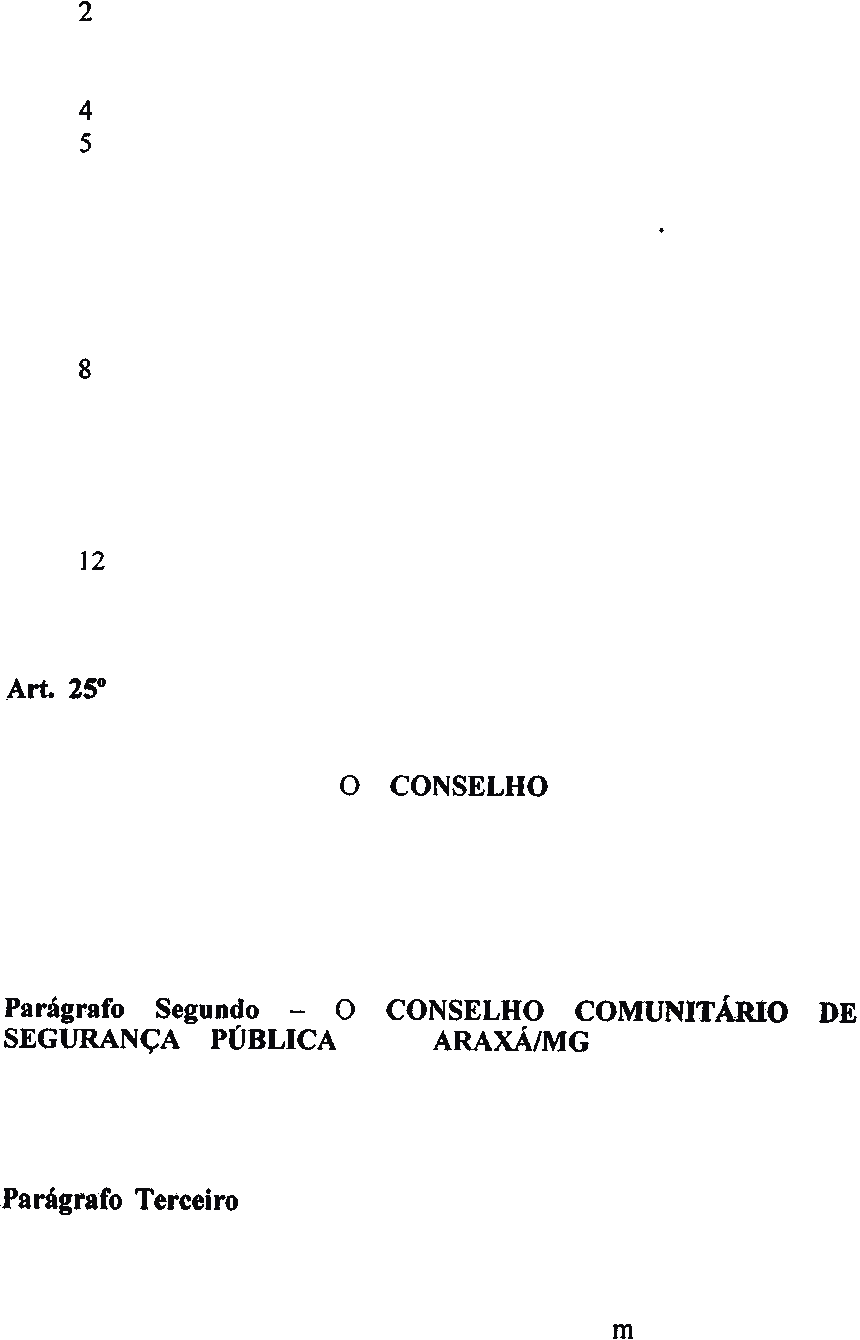 2
4
5
8
12
Art. 25º
O CONSELHO
Parágrafo Segundo – O CONSELHO COMUNITÁRIO DE
SEGURANÇA PÚBLICA ARAXÁ/MG
Parágrafo Terceiro
m